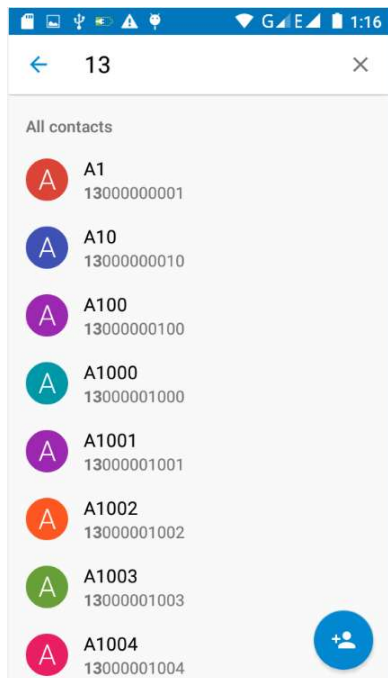 G E 1:16
13
All contacts
A A1
13000000001
A A10
13000000010
A A100
13000000100
A A1000
13000001000
A A1001
13000001001
A A1002
13000001002
A A1003
13000001003
A A1004
13000001004